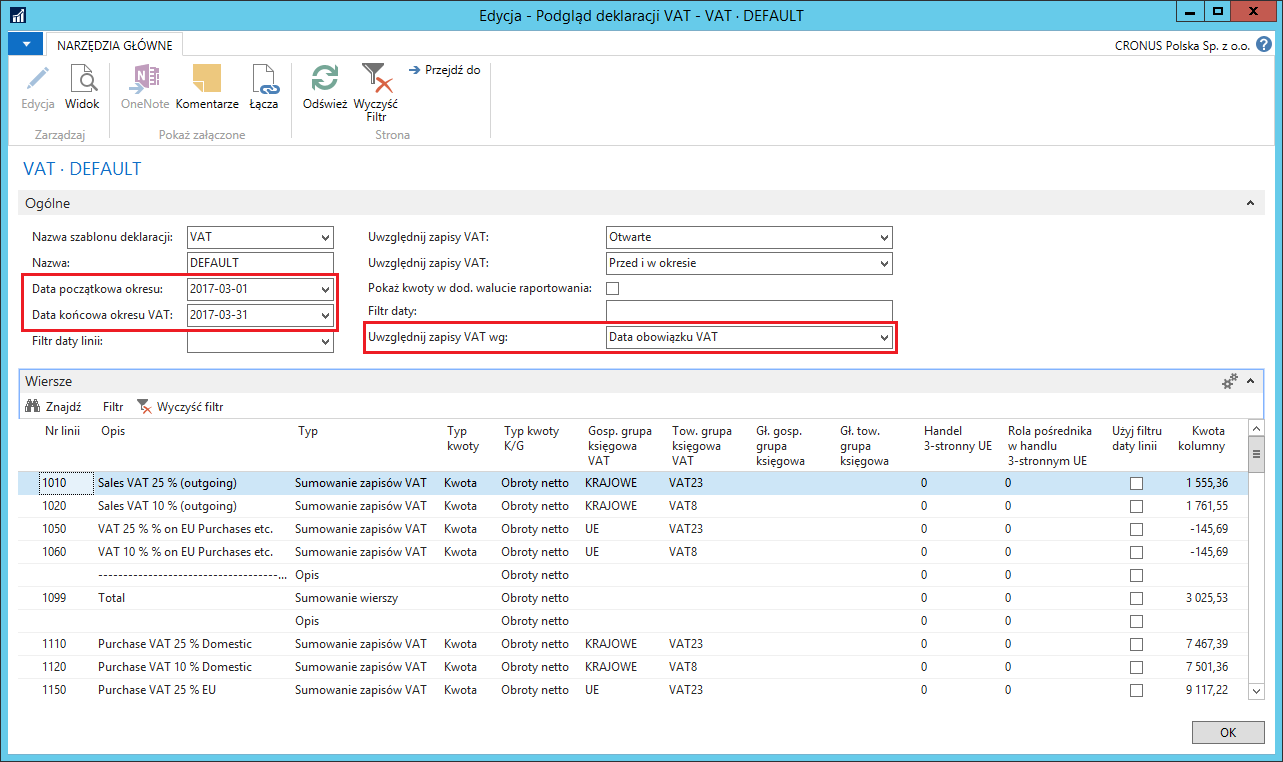 Edycja - Podgląd deklaracji VAT - VAT · DEFAULT
NARZĘDZIA GŁÓWNE
CRONUS Polska Sp. z o.o.
Edycja
Widok
OneNote
Komentarze
Łącza
Odśwież
Wyczyść Filtr
Przejdź do
Zarządzaj
Pokaż załączone
Strona
VAT · DEFAULT
Ogólne
Nazwa szablonu deklaracji: VAT
Nazwa: DEFAULT
Data początkowa okresu: 2017-03-01
Data końcowa okresu VAT: 2017-03-31
Filtr daty linii:
Uwzględnij zapisy VAT: Otwarte
Uwzględnij zapisy VAT: Przed i w okresie
Pokaż kwoty w dod. walucie raportowania:
Filtr daty:
Uwzględnij zapisy VAT wg: Data obowiązku VAT
Wiersze
Znajdź Filtr Wyczyść filtr
Nr linii Opis Typ Typ kwoty Typ kwoty K/G Gosp. grupa księgowa VAT Tow. grupa księgowa VAT Gł. gosp. grupa księgowa Gł. tow. grupa księgowa Handel 3-stronny UE Rola pośrednika w handlu 3-stronnym UE Użyj filtru daty linii Kwota kolumny
1010 Sales VAT 25 % (outgoing) Sumowanie zapisów VAT Kwota Obroty netto KRAJOWE VAT23 0 0 1 555,36
1020 Sales VAT 10 % (outgoing) Sumowanie zapisów VAT Kwota Obroty netto KRAJOWE VAT8 0 0 1 761,55
1050 VAT 25 % % on EU Purchases etc. Sumowanie zapisów VAT Kwota Obroty netto UE VAT23 0 0 -145,69
1060 VAT 10 % % on EU Purchases etc. Sumowanie zapisów VAT Kwota Obroty netto UE VAT8 0 0 -145,69
------------------------------------... Opis Obroty netto 0 0
1099 Total Sumowanie wierszy Obroty netto 0 0 3 025,53
Opis Obroty netto 0 0
1110 Purchase VAT 25 % Domestic Sumowanie zapisów VAT Kwota Obroty netto KRAJOWE VAT23 0 0 7 467,39
1120 Purchase VAT 10 % Domestic Sumowanie zapisów VAT Kwota Obroty netto KRAJOWE VAT8 0 0 7 501,36
1150 Purchase VAT 25 % EU Sumowanie zapisów VAT Kwota Obroty netto UE VAT23 0 0 9 117,22
OK